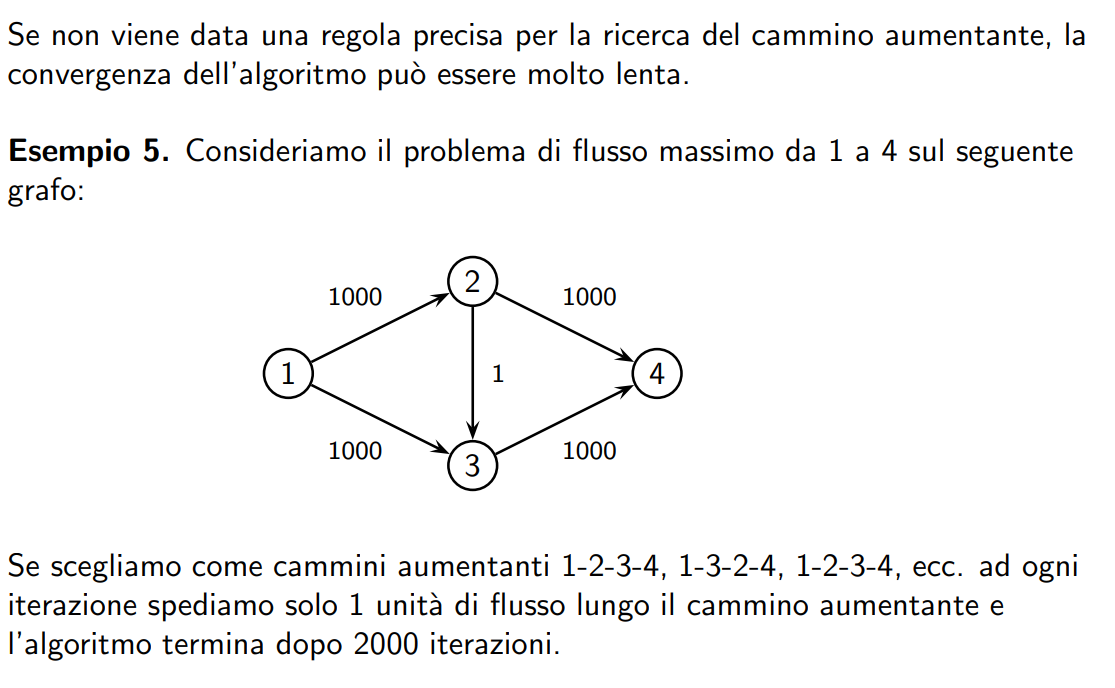 Se non viene data una regola precisa per la ricerca del cammino aumentante, la
convergenza dell'algoritmo può essere molto lenta.
Esempio 5. Consideriamo il problema di flusso massimo da 1 a 4 sul seguente
grafo:
2
1000
1000
1
1
4
1000
1000
3
Se scegliamo come cammini aumentanti 1-2-3-4, 1-3-2-4, 1-2-3-4, ecc. ad ogni
iterazione spediamo solo 1 unità di flusso lungo il cammino aumentante e
l'algoritmo termina dopo 2000 iterazioni.